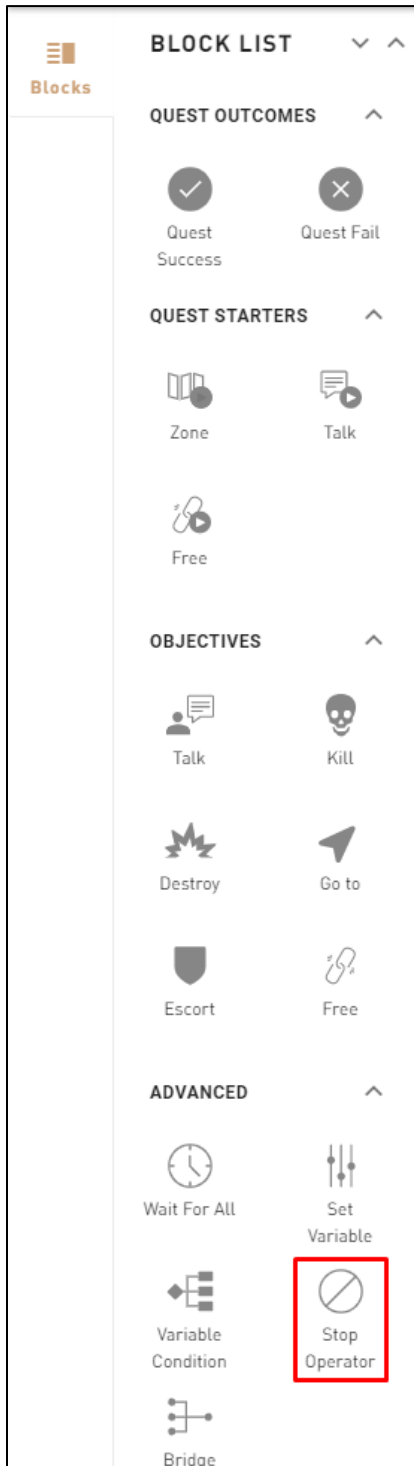 BLOCK LIST
Blocks
QUEST OUTCOMES
Quest
Success
Quest Fail
QUEST STARTERS
Zone
Talk
Free
OBJECTIVES
Talk
Kill
Destroy
Go to
Escort
Free
ADVANCED
Wait For All
Set
Variable
Variable
Condition
Stop
Operator
Bridge